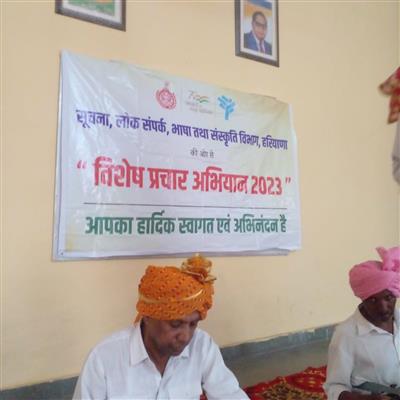 सूचना, लोक संपर्क, भाषा तथा संस्कृति विभाग, हरियाणा
की ओर से
" विशेष प्रचार अभियान 2023 "
आपका हार्दिक स्वागत एवं अभिनंदन है